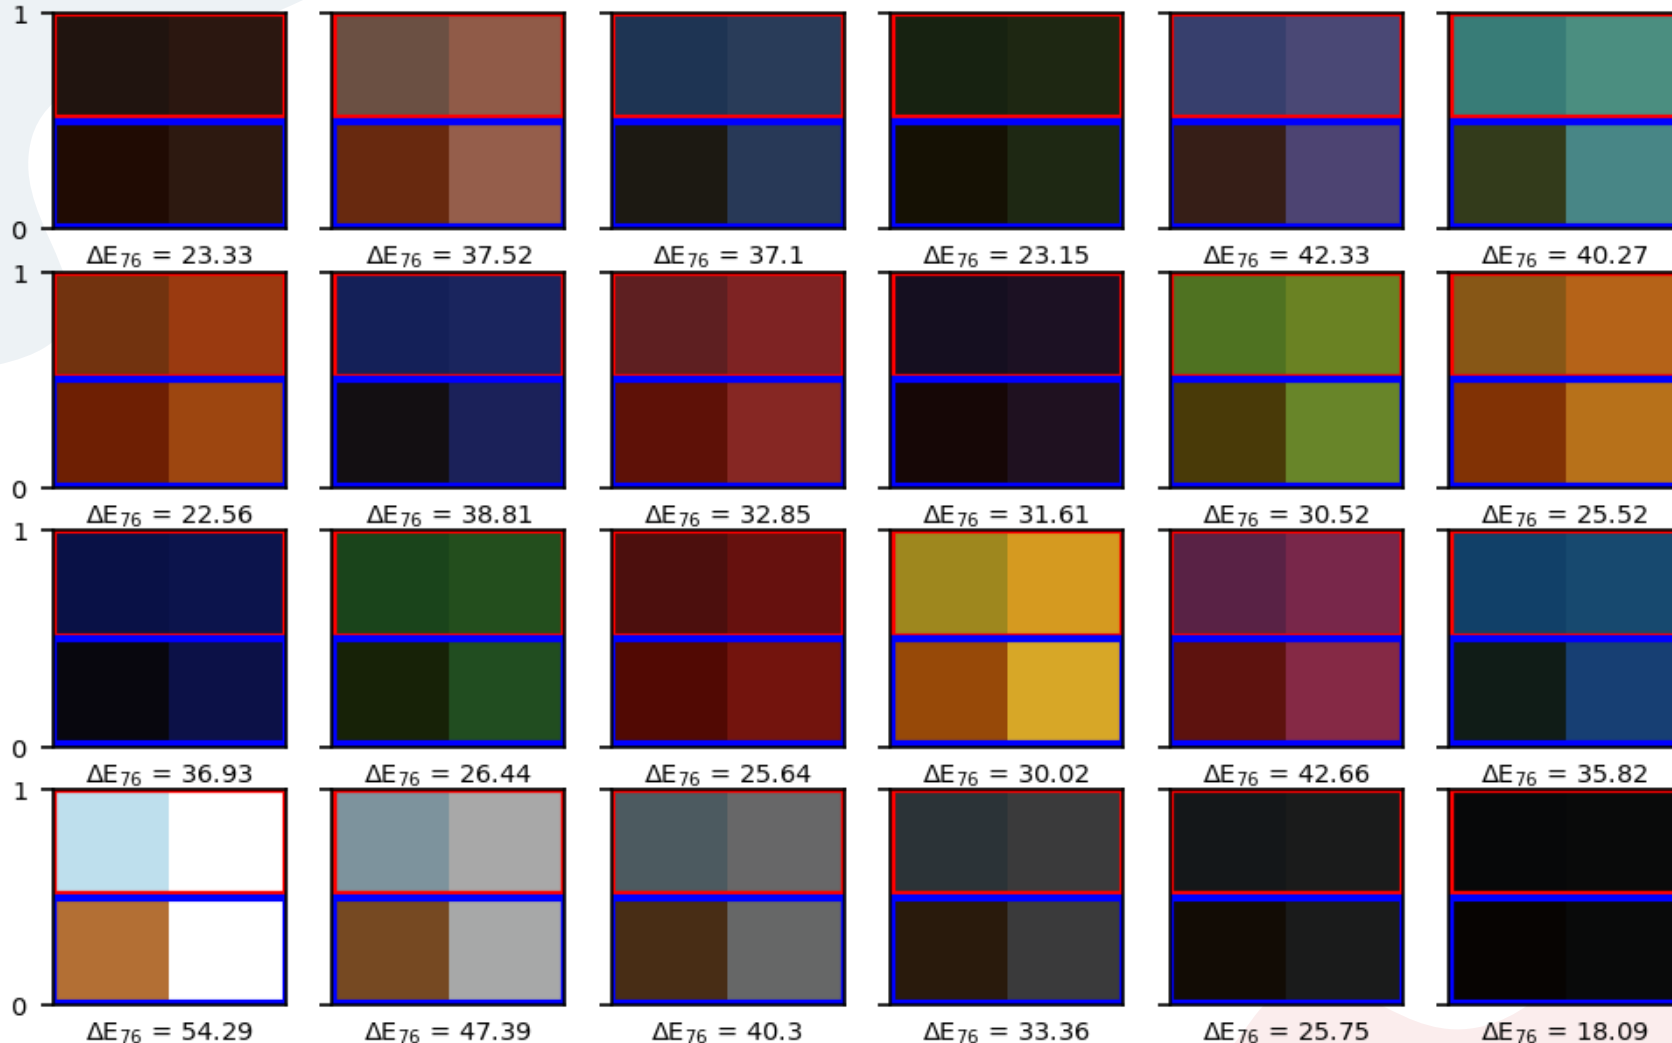 1
0
ΔE₇₆ = 23.33 ΔE₇₆ = 37.52 ΔE₇₆ = 37.1 ΔE₇₆ = 23.15 ΔE₇₆ = 42.33 ΔE₇₆ = 40.27
1
0
ΔE₇₆ = 22.56 ΔE₇₆ = 38.81 ΔE₇₆ = 32.85 ΔE₇₆ = 31.61 ΔE₇₆ = 30.52 ΔE₇₆ = 25.52
1
0
ΔE₇₆ = 36.93 ΔE₇₆ = 26.44 ΔE₇₆ = 25.64 ΔE₇₆ = 30.02 ΔE₇₆ = 42.66 ΔE₇₆ = 35.82
1
0
ΔE₇₆ = 54.29 ΔE₇₆ = 47.39 ΔE₇₆ = 40.3 ΔE₇₆ = 33.36 ΔE₇₆ = 25.75 ΔE₇₆ = 18.09